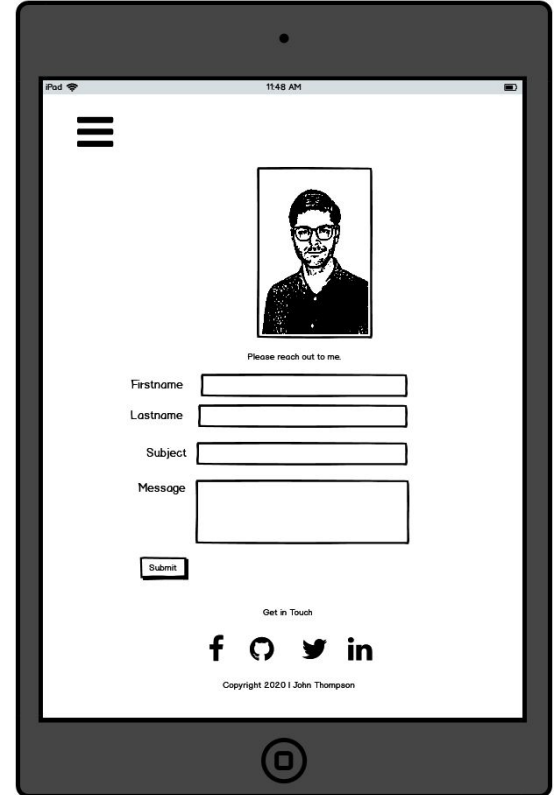 iPad 11:48 AM
Please reach out to me.
Firstname
Lastname
Subject
Message
Submit
Get in Touch
f in
Copyright 2020 | John Thompson